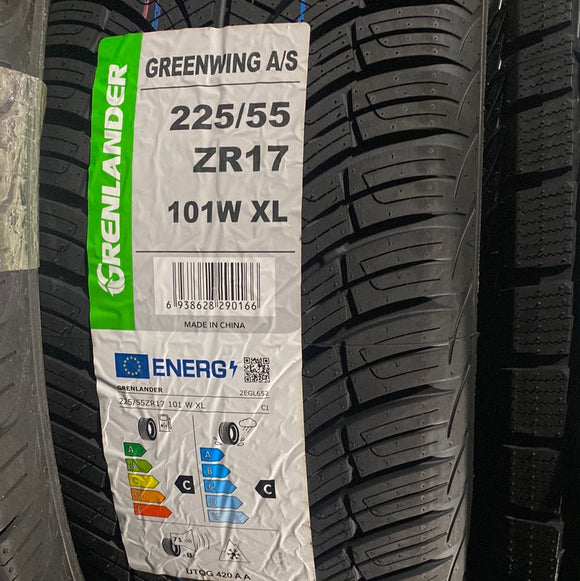 GRENLANDER
GREENWING A/S
225/55
ZR17
101W XL
6 938628 290166
MADE IN CHINA
ENERG
GRENLANDER 2EGL652
225/55ZR17 101 W XL C1
A
B
C
D
E
C
A
B
C
D
E
C
71
B
UTQG 420 A A